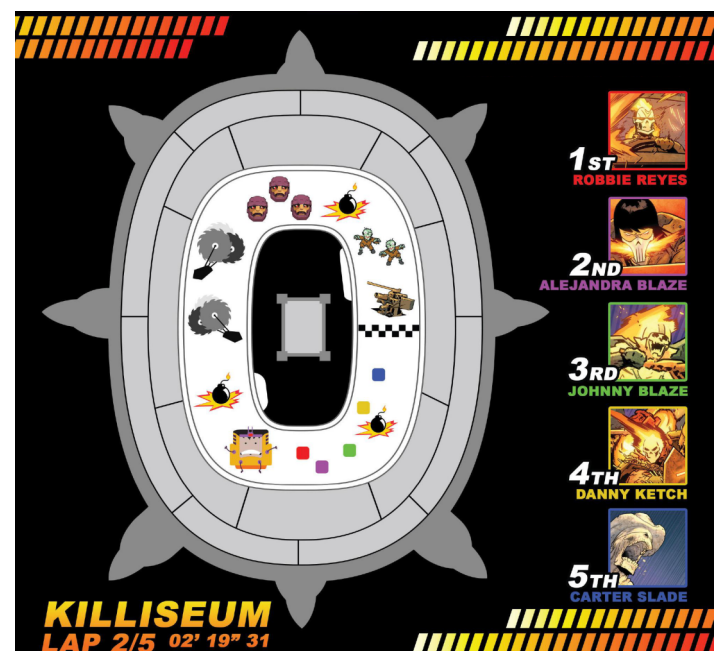 1ST
ROBBIE REYES
2ND
ALEJANDRA BLAZE
3RD
JOHNNY BLAZE
4TH
DANNY KETCH
5TH
CARTER SLADE
KILLISEUM
LAP 2/5 02' 19" 31